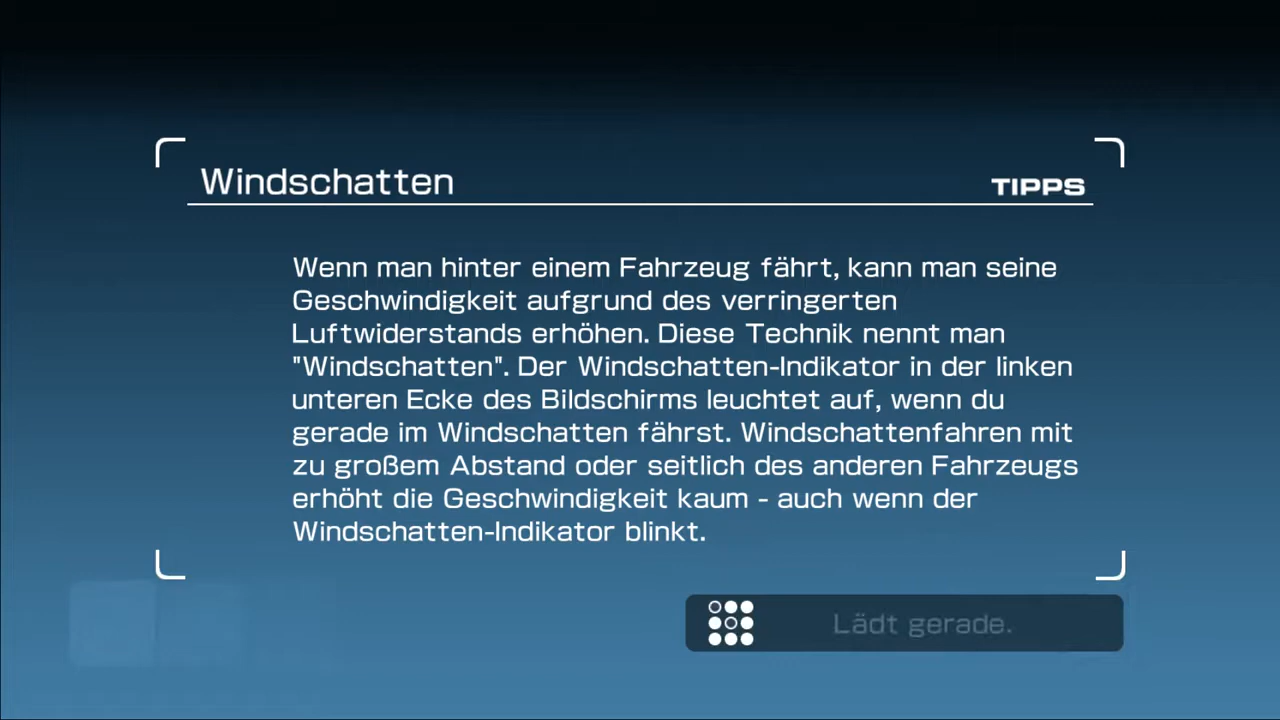 Windschatten
TIPPS
Wenn man hinter einem Fahrzeug fährt, kann man seine
Geschwindigkeit aufgrund des verringerten
Luftwiderstands erhöhen. Diese Technik nennt man
"Windschatten". Der Windschatten-Indikator in der linken
unteren Ecke des Bildschirms leuchtet auf, wenn du
gerade im Windschatten fährst. Windschattenfahren mit
zu großem Abstand oder seitlich des anderen Fahrzeugs
erhöht die Geschwindigkeit kaum - auch wenn der
Windschatten-Indikator blinkt.
Lädt gerade.